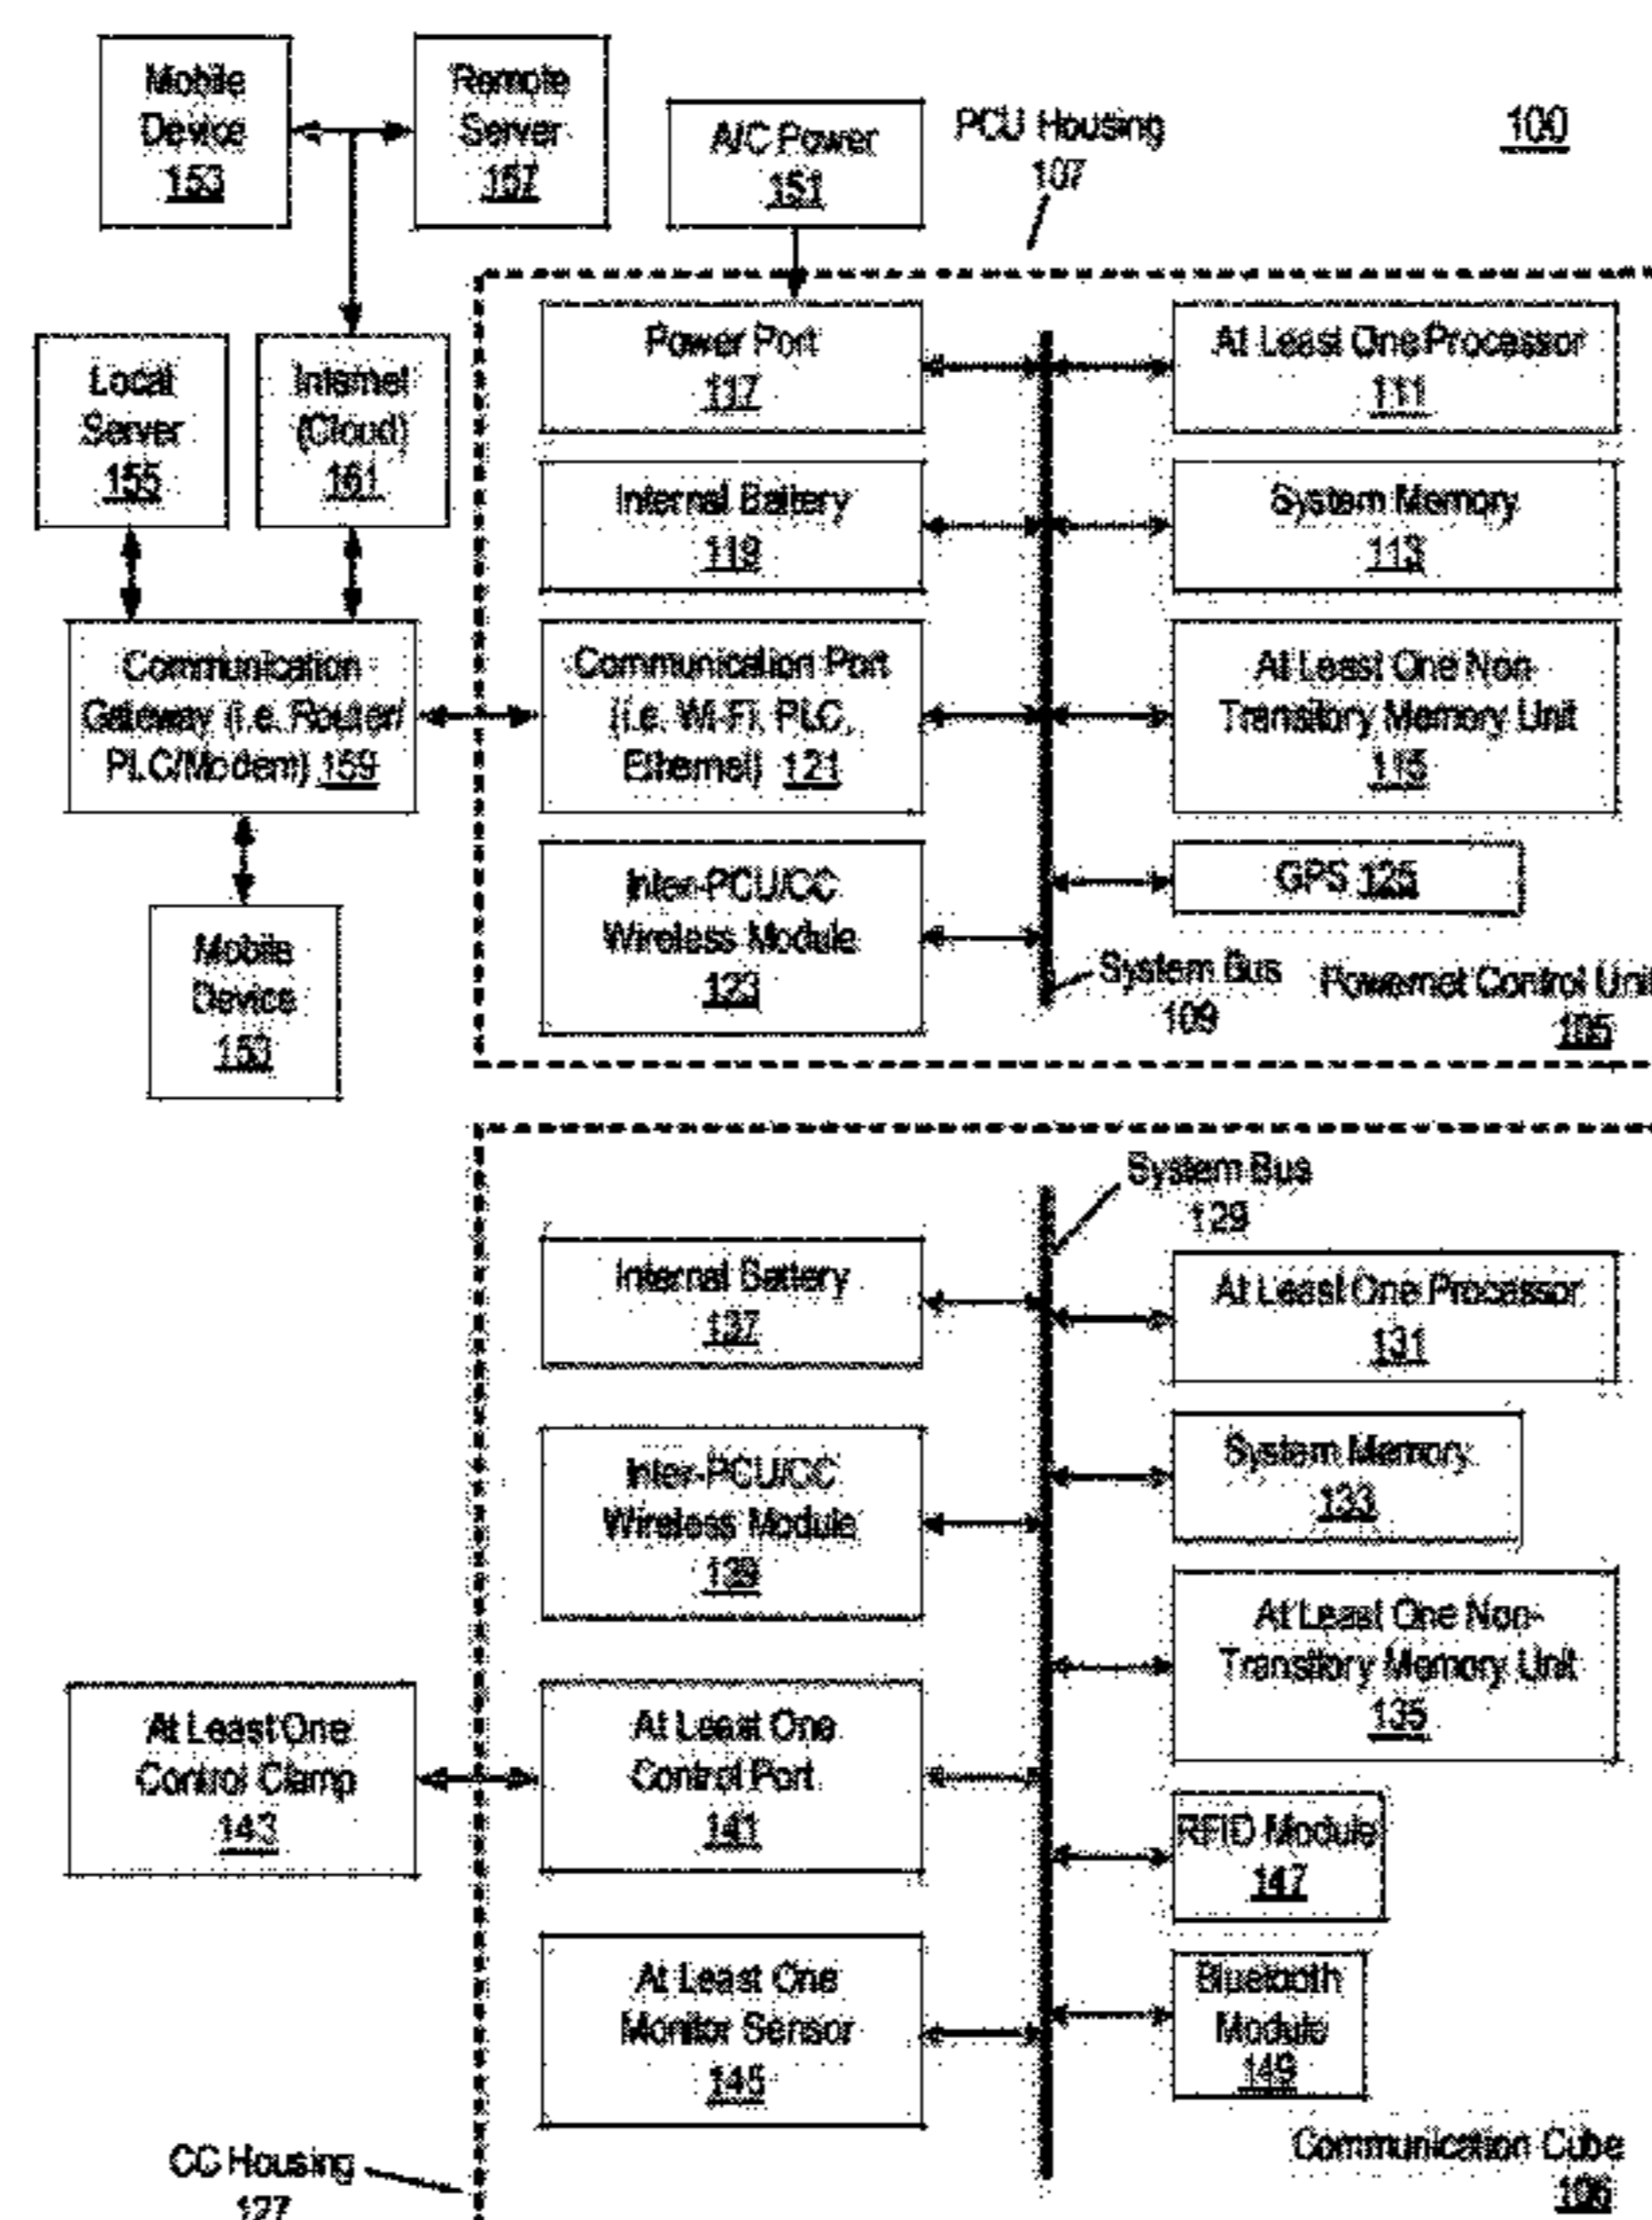 Mobile
Device
153
Remote
Server
157
A/C Power
151
PCU Housing
107
100
Local
Server
155
Internet
(Cloud)
161
Power Port
117
At Least One Processor
111
Internal Battery
119
System Memory
113
Communication
Gateway (i.e. Router/
PLC/Modem) 159
Communication Port
(i.e. Wi-Fi, PLC,
Ethernet) 121
At Least One Non-
Transitory Memory Unit
115
Inter-PCU/CC
Wireless Module
123
GPS 125
Mobile
Device
153
System Bus
109
Powernet Control Unit
105
System Bus
129
Internal Battery
137
At Least One Processor
131
Inter-PCU/CC
Wireless Module
139
System Memory
133
At Least One Non-
Transitory Memory Unit
135
At Least One
Control Clamp
143
At Least One
Control Port
141
RFID Module
147
At Least One
Monitor Sensor
145
Bluetooth
Module
149
CC Housing
127
Communication Cube
106